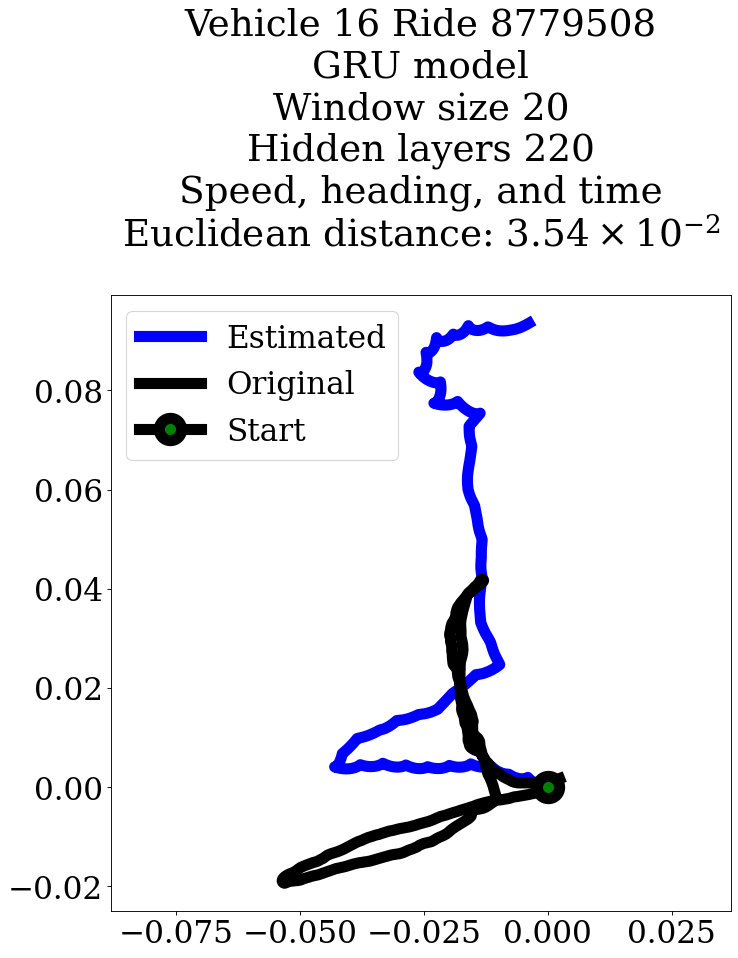 Vehicle 16 Ride 8779508
GRU model
Window size 20
Hidden layers 220
Speed, heading, and time
Euclidean distance: 3.54 × 10⁻²
Estimated
Original
Start
0.08
0.06
0.04
0.02
0.00
−0.02
−0.075 −0.050 −0.025 0.000 0.025